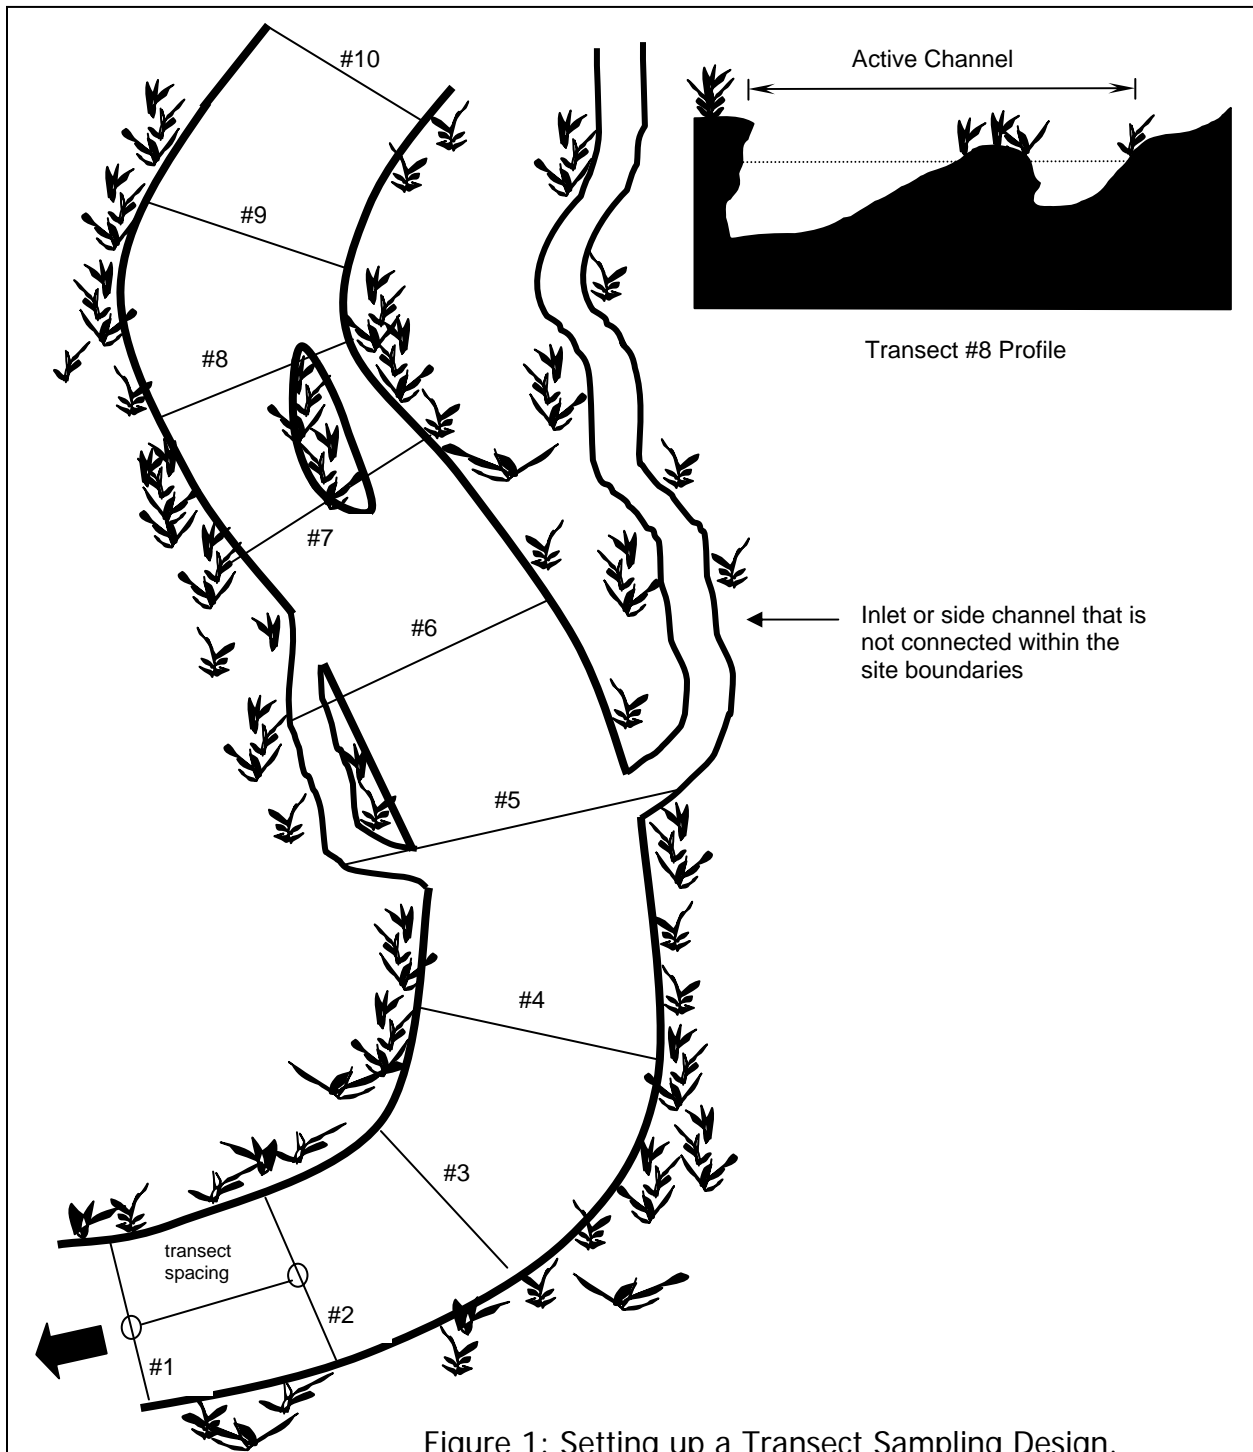 #10
Active Channel
#9
#8
Transect #8 Profile
#7
#6
Inlet or side channel that is
not connected within the
site boundaries
#5
#4
#3
transect
spacing
#2
#1
Figure 1: Setting up a Transect Sampling Design.